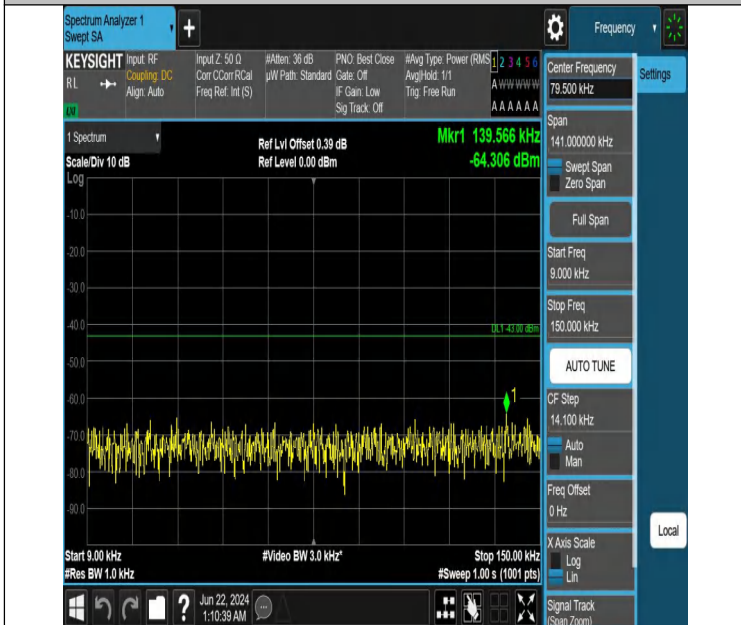 Spectrum Analyzer 1
Swept SA
+
Frequency
KEYSIGHT
RL
Input: RF
Coupling: DC
Align: Auto
Input Z: 50 Ω
Corr CCorr RCal
Freq Ref: Int (S)
#Atten: 36 dB
µW Path: Standard
PNO: Best Close
Gate: Off
IF Gain: Low
Sig Track: Off
#Avg Type: Power (RMS)
Avg|Hold: 1/1
Trig: Free Run
1 2 3 4 5 6
A W W W W W
A A A A A A
1 Spectrum
Scale/Div 10 dB
Log
Ref Lvl Offset 0.39 dB
Ref Level 0.00 dBm
Mkr1 139.566 kHz
-64.306 dBm
-10.0
-20.0
-30.0
-40.0
DL1 -43.00 dBm
-50.0
-60.0
1
-70.0
-80.0
-90.0
Start 9.00 kHz
#Res BW 1.0 kHz
#Video BW 3.0 kHz*
Stop 150.00 kHz
#Sweep 1.00 s (1001 pts)
?
Jun 22, 2024
1:10:39 AM
Center Frequency
79.500 kHz
Settings
Span
141.000000 kHz
Swept Span
Zero Span
Full Span
Start Freq
9.000 kHz
Stop Freq
150.000 kHz
AUTO TUNE
CF Step
14.100 kHz
Auto
Man
Freq Offset
0 Hz
X Axis Scale
Log
Lin
Local
Signal Track
(Span Zoom)